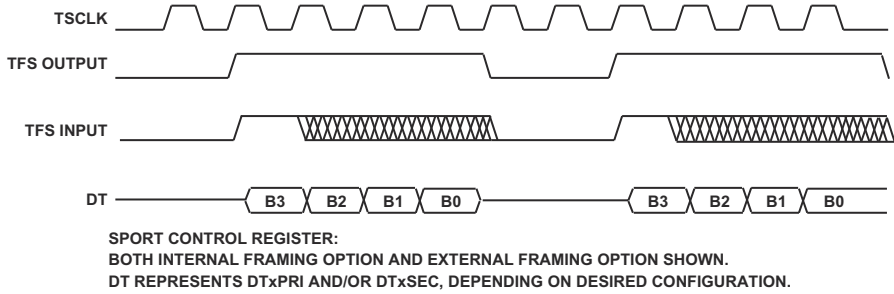 TSCLK
TFS OUTPUT
TFS INPUT
DT B3 B2 B1 B0 B3 B2 B1 B0
SPORT CONTROL REGISTER:
BOTH INTERNAL FRAMING OPTION AND EXTERNAL FRAMING OPTION SHOWN.
DT REPRESENTS DTxPRI AND/OR DTxSEC, DEPENDING ON DESIRED CONFIGURATION.